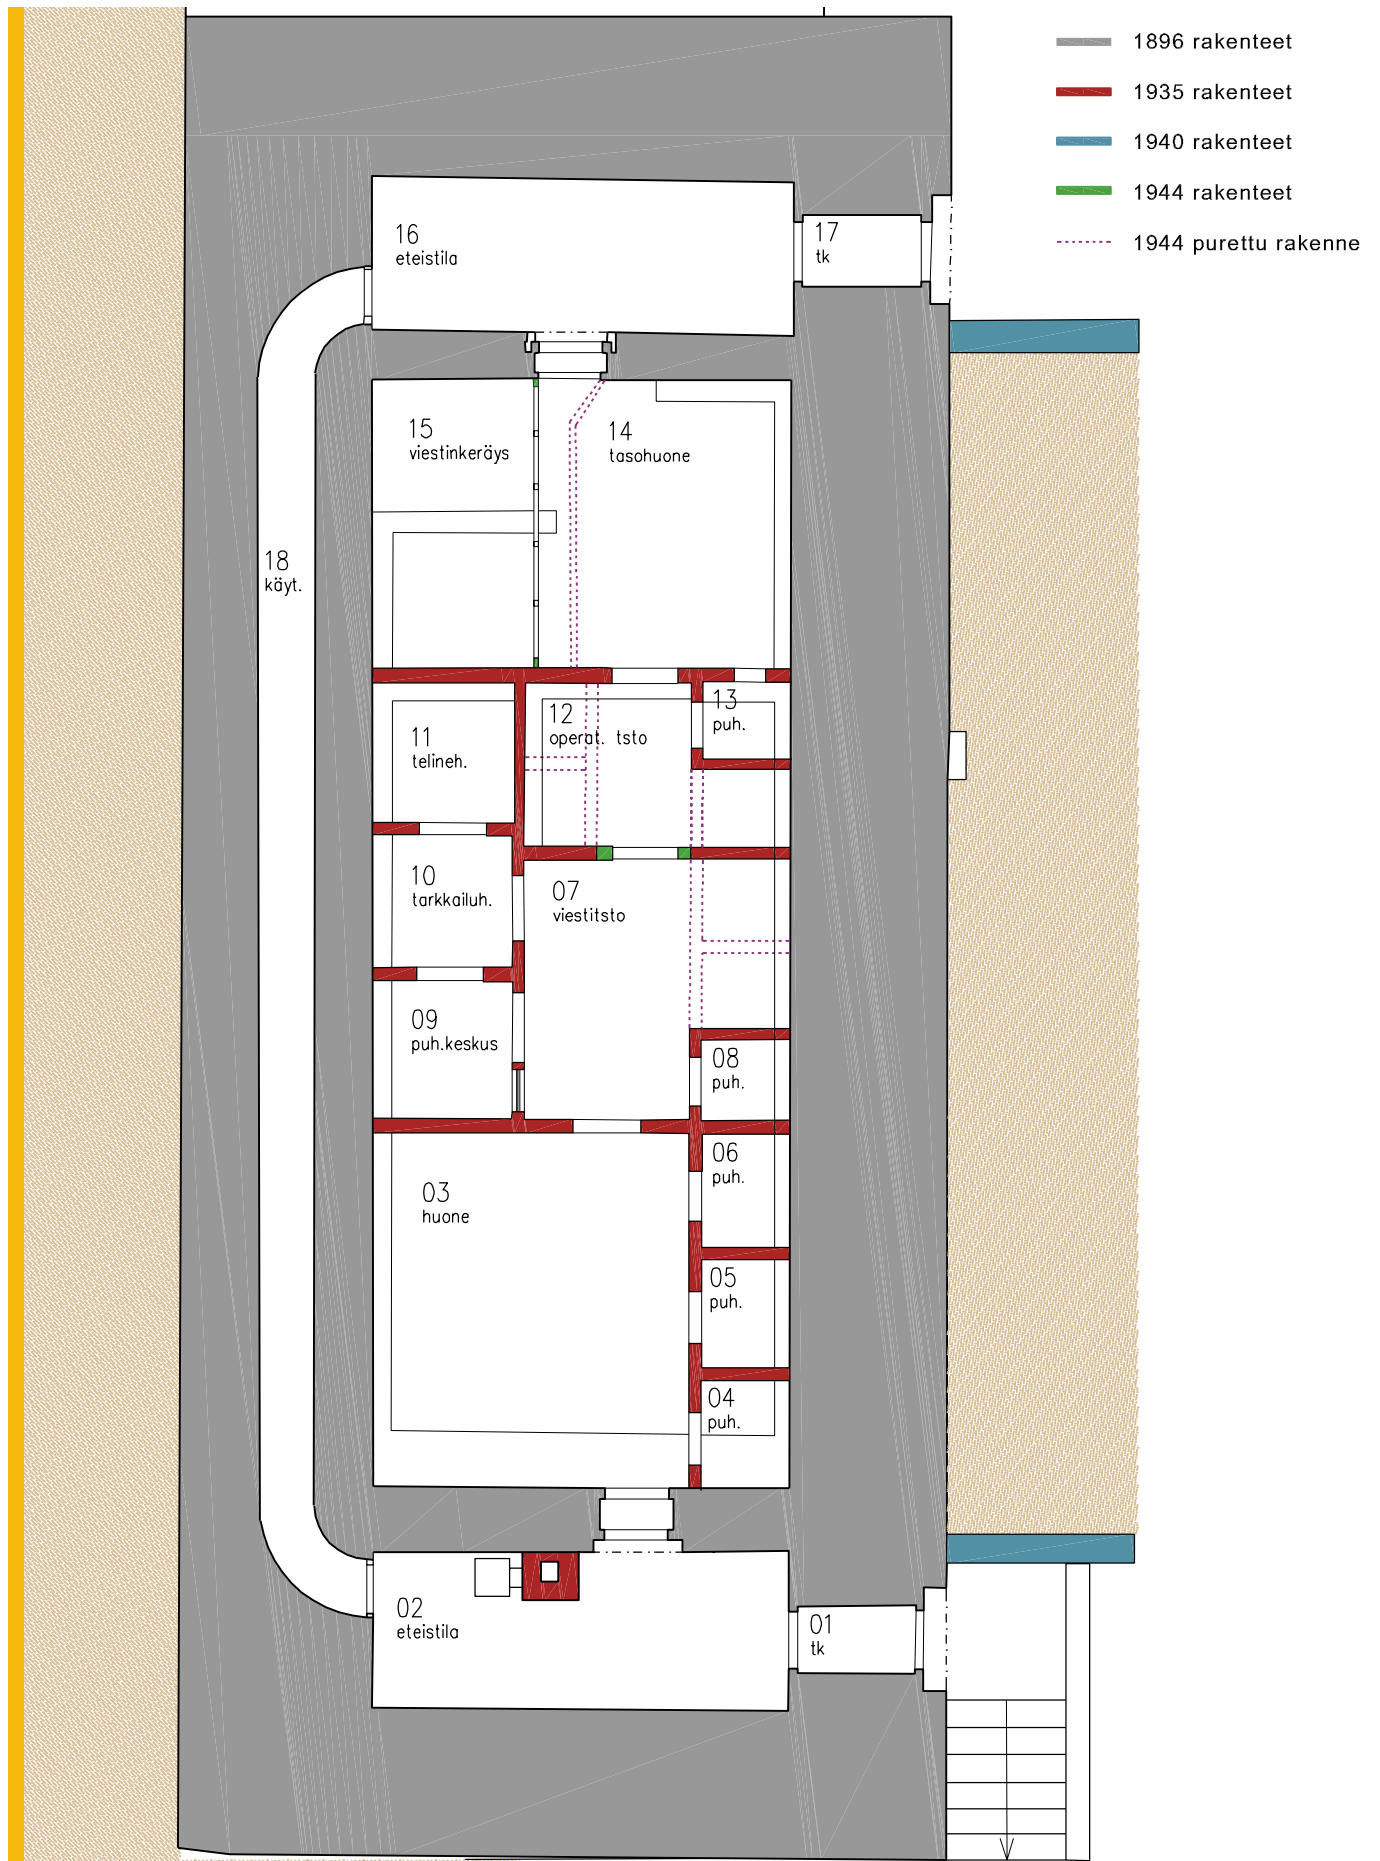 1896 rakenteet
1935 rakenteet
1940 rakenteet
1944 rakenteet
1944 purettu rakenne
16
eteistila
17
tk
15
viestinkeräys
14
tasohuone
18
käyt.
13
puh.
12
operat. tsto
11
telineh.
10
tarkkailuh.
07
viestitsto
09
puh.keskus
08
puh.
06
puh.
03
huone
05
puh.
04
puh.
02
eteistila
01
tk